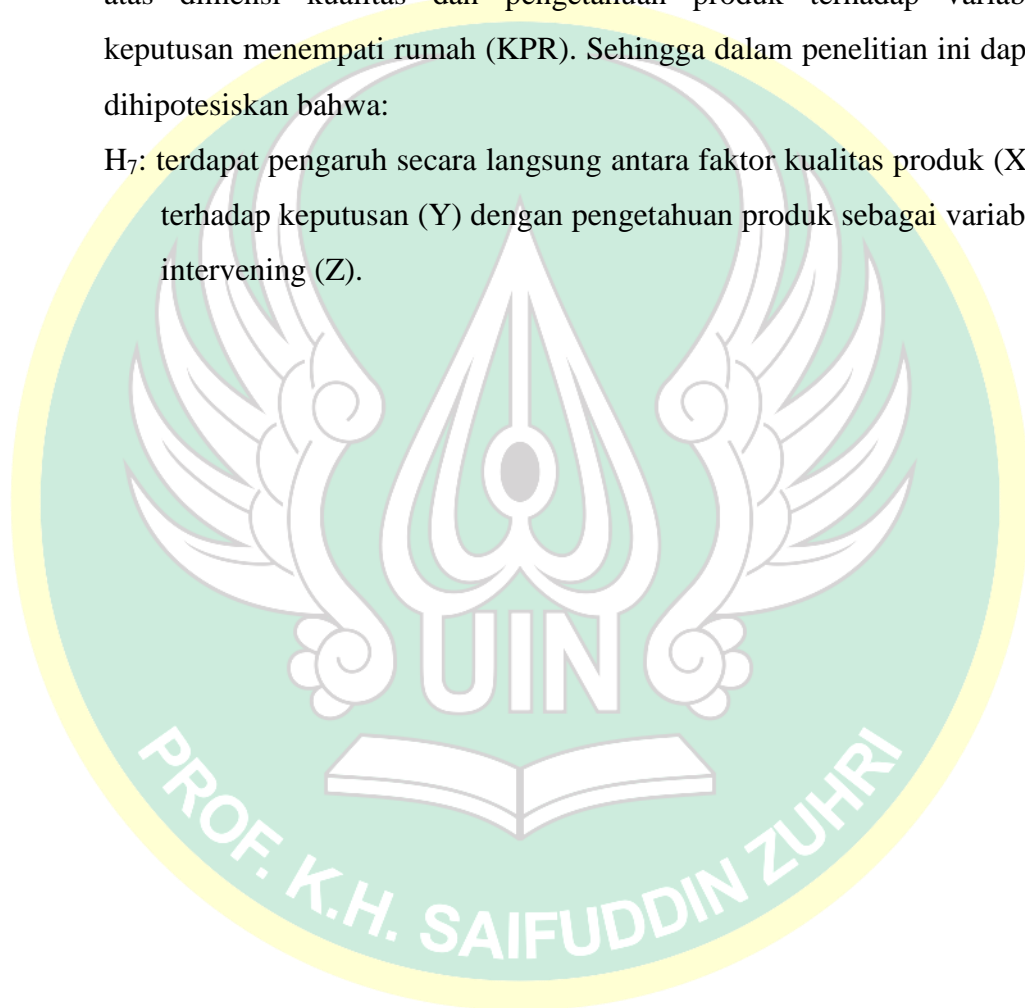 atas dimensi kualitas dan pengetahuan produk terhadap variab
keputusan menempati rumah (KPR). Sehingga dalam penelitian ini dap
dihipotesiskan bahwa:
H₇: terdapat pengaruh secara langsung antara faktor kualitas produk (X
terhadap keputusan (Y) dengan pengetahuan produk sebagai variab
intervening (Z).
UIN
PROF. K.H. SAIFUDDIN ZUHRI